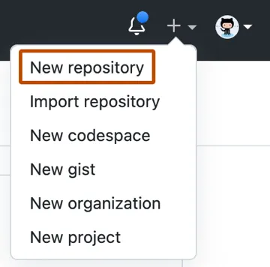 New repository
Import repository
New codespace
New gist
New organization
New project